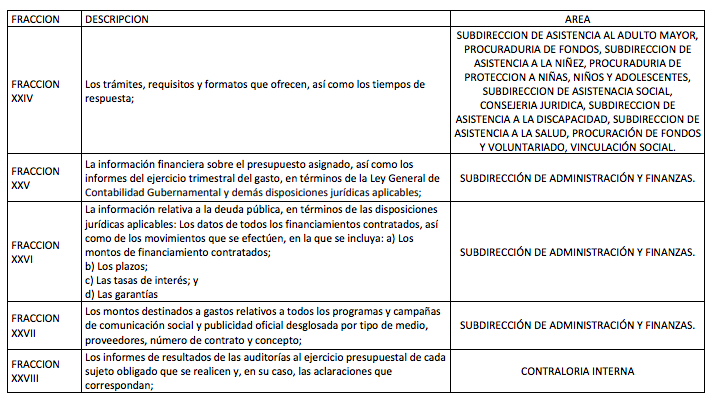 FRACCION DESCRIPCION AREA
FRACCION
XXIV
Los trámites, requisitos y formatos que ofrecen, así como los tiempos de
respuesta;
SUBDIRECCION DE ASISTENCIA AL ADULTO MAYOR,
PROCURADURIA DE FONDOS, SUBDIRECCION DE
ASISTENCIA A LA NIÑEZ, PROCURADURIA DE
PROTECCION A NIÑAS, NIÑOS Y ADOLESCENTES,
SUBDIRECCION DE ASISTENACIA SOCIAL,
CONSEJERIA JURIDICA, SUBDIRECCION DE
ASISTENCIA A LA DISCAPACIDAD, SUBDIRECCION DE
ASISTENCIA A LA SALUD, PROCURACIÓN DE FONDOS
Y VOLUNTARIADO, VINCULACIÓN SOCIAL.
FRACCION
XXV
La información financiera sobre el presupuesto asignado, así como los
informes del ejercicio trimestral del gasto, en términos de la Ley General de
Contabilidad Gubernamental y demás disposiciones jurídicas aplicables;
SUBDIRECCIÓN DE ADMINISTRACIÓN Y FINANZAS.
FRACCION
XXVI
La información relativa a la deuda pública, en términos de las disposiciones
jurídicas aplicables: Los datos de todos los financiamientos contratados, así
como de los movimientos que se efectúen, en la que se incluya: a) Los
montos de financiamiento contratados;
b) Los plazos;
c) Las tasas de interés; y
d) Las garantías
SUBDIRECCIÓN DE ADMINISTRACIÓN Y FINANZAS.
FRACCION
XXVII
Los montos destinados a gastos relativos a todos los programas y campañas
de comunicación social y publicidad oficial desglosada por tipo de medio,
proveedores, número de contrato y concepto;
SUBDIRECCIÓN DE ADMINISTRACIÓN Y FINANZAS.
FRACCION
XXVIII
Los informes de resultados de las auditorías al ejercicio presupuestal de cada
sujeto obligado que se realicen y, en su caso, las aclaraciones que
correspondan;
CONTRALORIA INTERNA